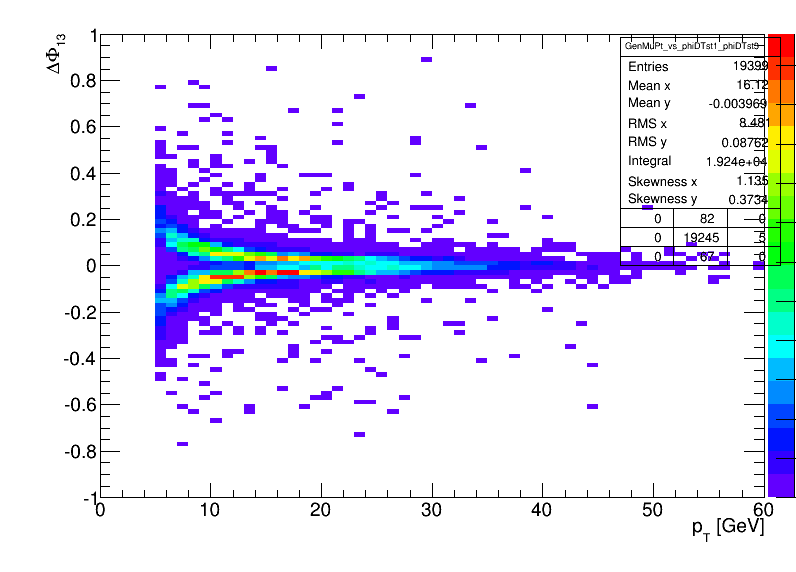 ΔΦ13
1
0.8
0.6
0.4
0.2
0
-0.2
-0.4
-0.6
-0.8
-1
0 10 20 30 40 50 60
pT [GeV]
GenMuPt_vs_phiDTst1_phiDTst3
Entries 19399
Mean x 16.12
Mean y -0.003969
RMS x 8.481
RMS y 0.08762
Integral 1.924e+04
Skewness x 1.135
Skewness y 0.3734
0 82 0
0 19245 5
0 67 0